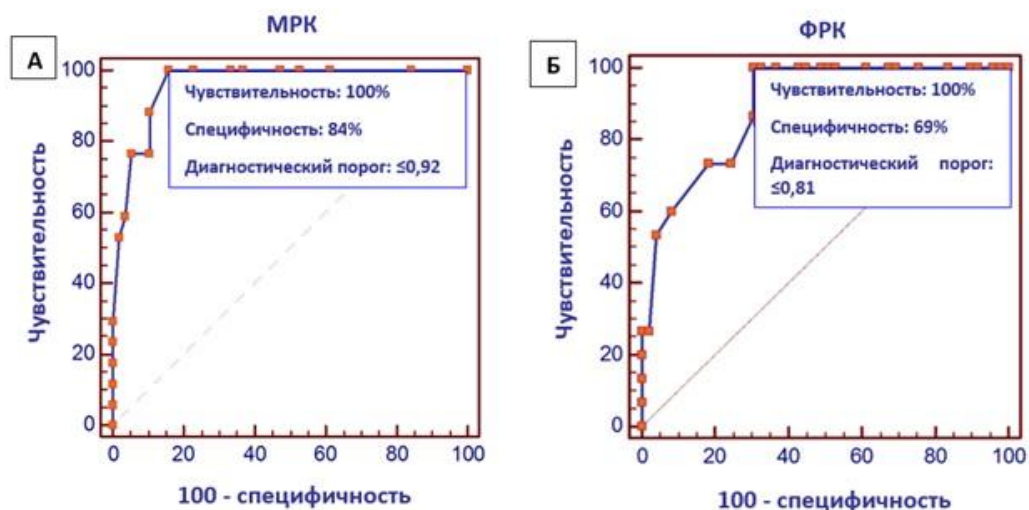 МРК
А
Чувствительность
100
80
60
40
20
0
Чувствительность: 100%
Специфичность: 84%
Диагностический порог: ≤0,92
0 20 40 60 80 100
100 - специфичность
ФРК
Б
Чувствительность
100
80
60
40
20
0
Чувствительность: 100%
Специфичность: 69%
Диагностический порог:
≤0,81
0 20 40 60 80 100
100 - специфичность